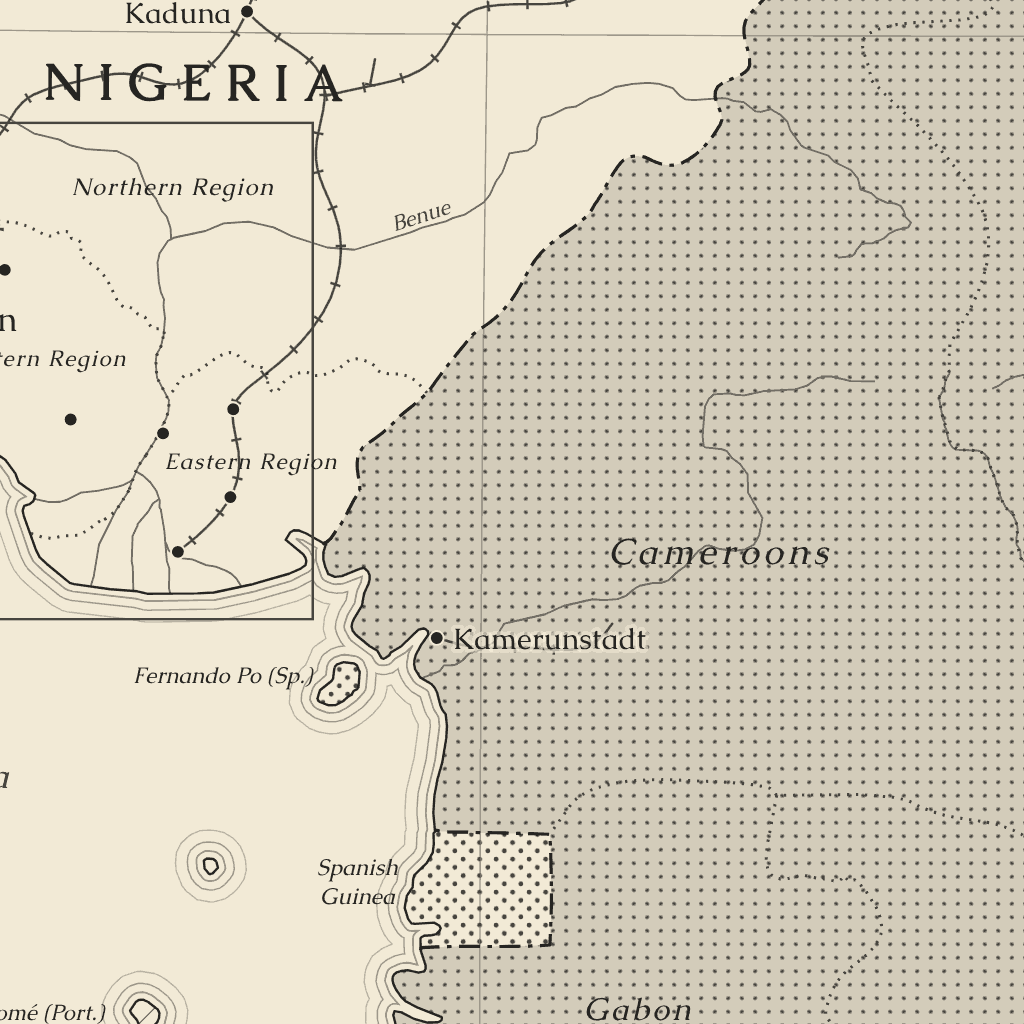 Kaduna
NIGERIA
Northern Region
Benue
n
tern Region
Eastern Region
Cameroons
Kamerunstadt
Fernando Po (Sp.)
a
Spanish
Guinea
omé (Port.)
Gabon